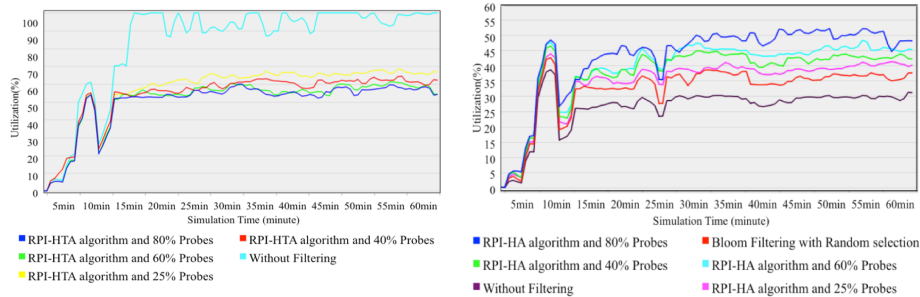 100
90
80
70
60
50
40
30
20
10
0
Utilization(%)
5min 10min 15min 20min 25min 30min 35min 40min 45min 50min 55min 60min
Simulation Time (minute)
RPI-HTA algorithm and 80% Probes
RPI-HTA algorithm and 40% Probes
RPI-HTA algorithm and 60% Probes
Without Filtering
RPI-HTA algorithm and 25% Probes
60
55
50
45
40
35
30
25
20
15
10
5
0
Utilization(%)
5min 10min 15min 20min 25min 30min 35min 40min 45min 50min 55min 60min
Simulation Time (minute)
RPI-HA algorithm and 80% Probes
Bloom Filtering with Random selection
RPI-HA algorithm and 40% Probes
RPI-HA algorithm and 60% Probes
Without Filtering
RPI-HA algorithm and 25% Probes